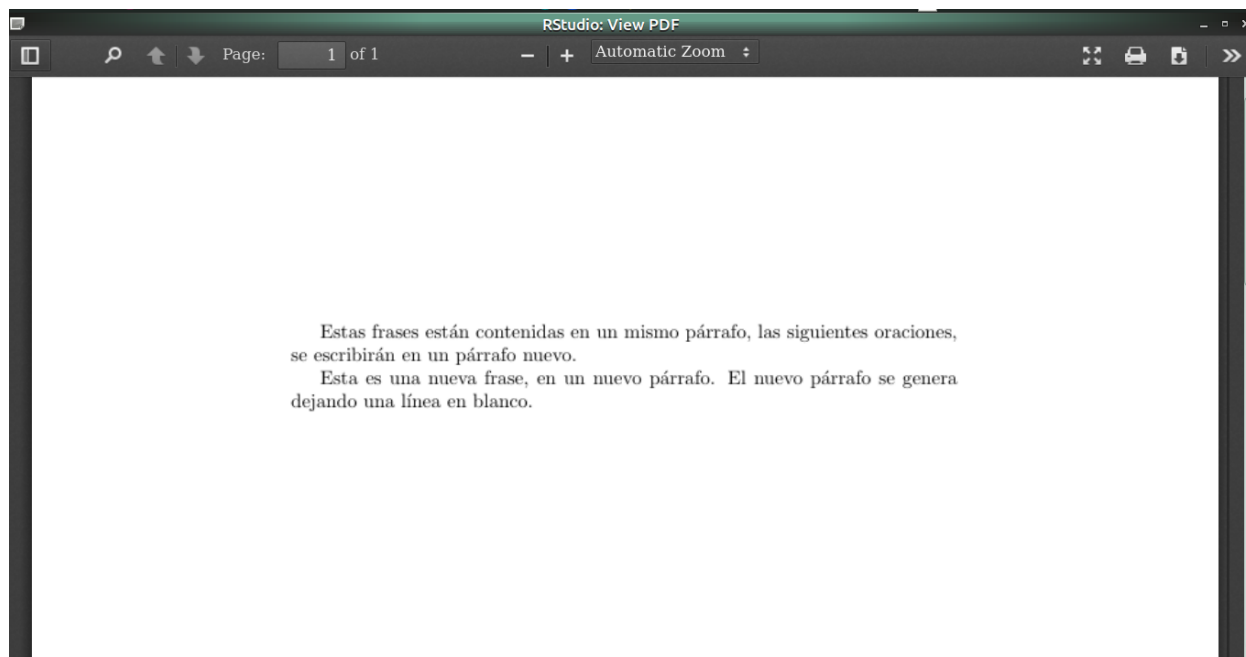 RStudio: View PDF
Page: 1 of 1 Automatic Zoom
Estas frases están contenidas en un mismo párrafo, las siguientes oraciones,
se escribirán en un párrafo nuevo.
Esta es una nueva frase, en un nuevo párrafo. El nuevo párrafo se genera
dejando una línea en blanco.